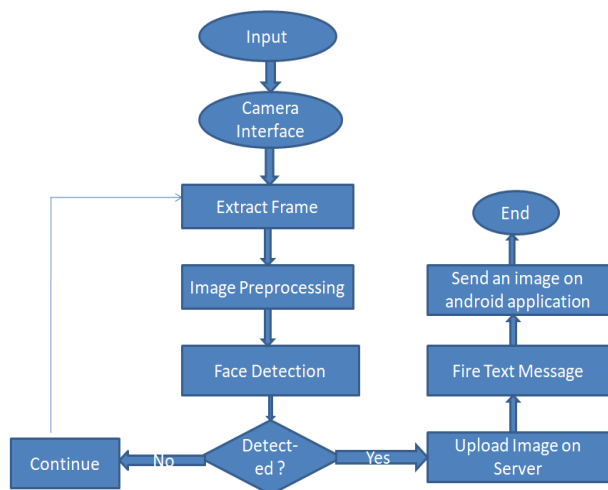 Input
Camera
Interface
Extract Frame
Image Preprocessing
Face Detection
Detect-
ed ?
No
Continue
Yes
Upload Image on
Server
Fire Text Message
Send an image on
android application
End